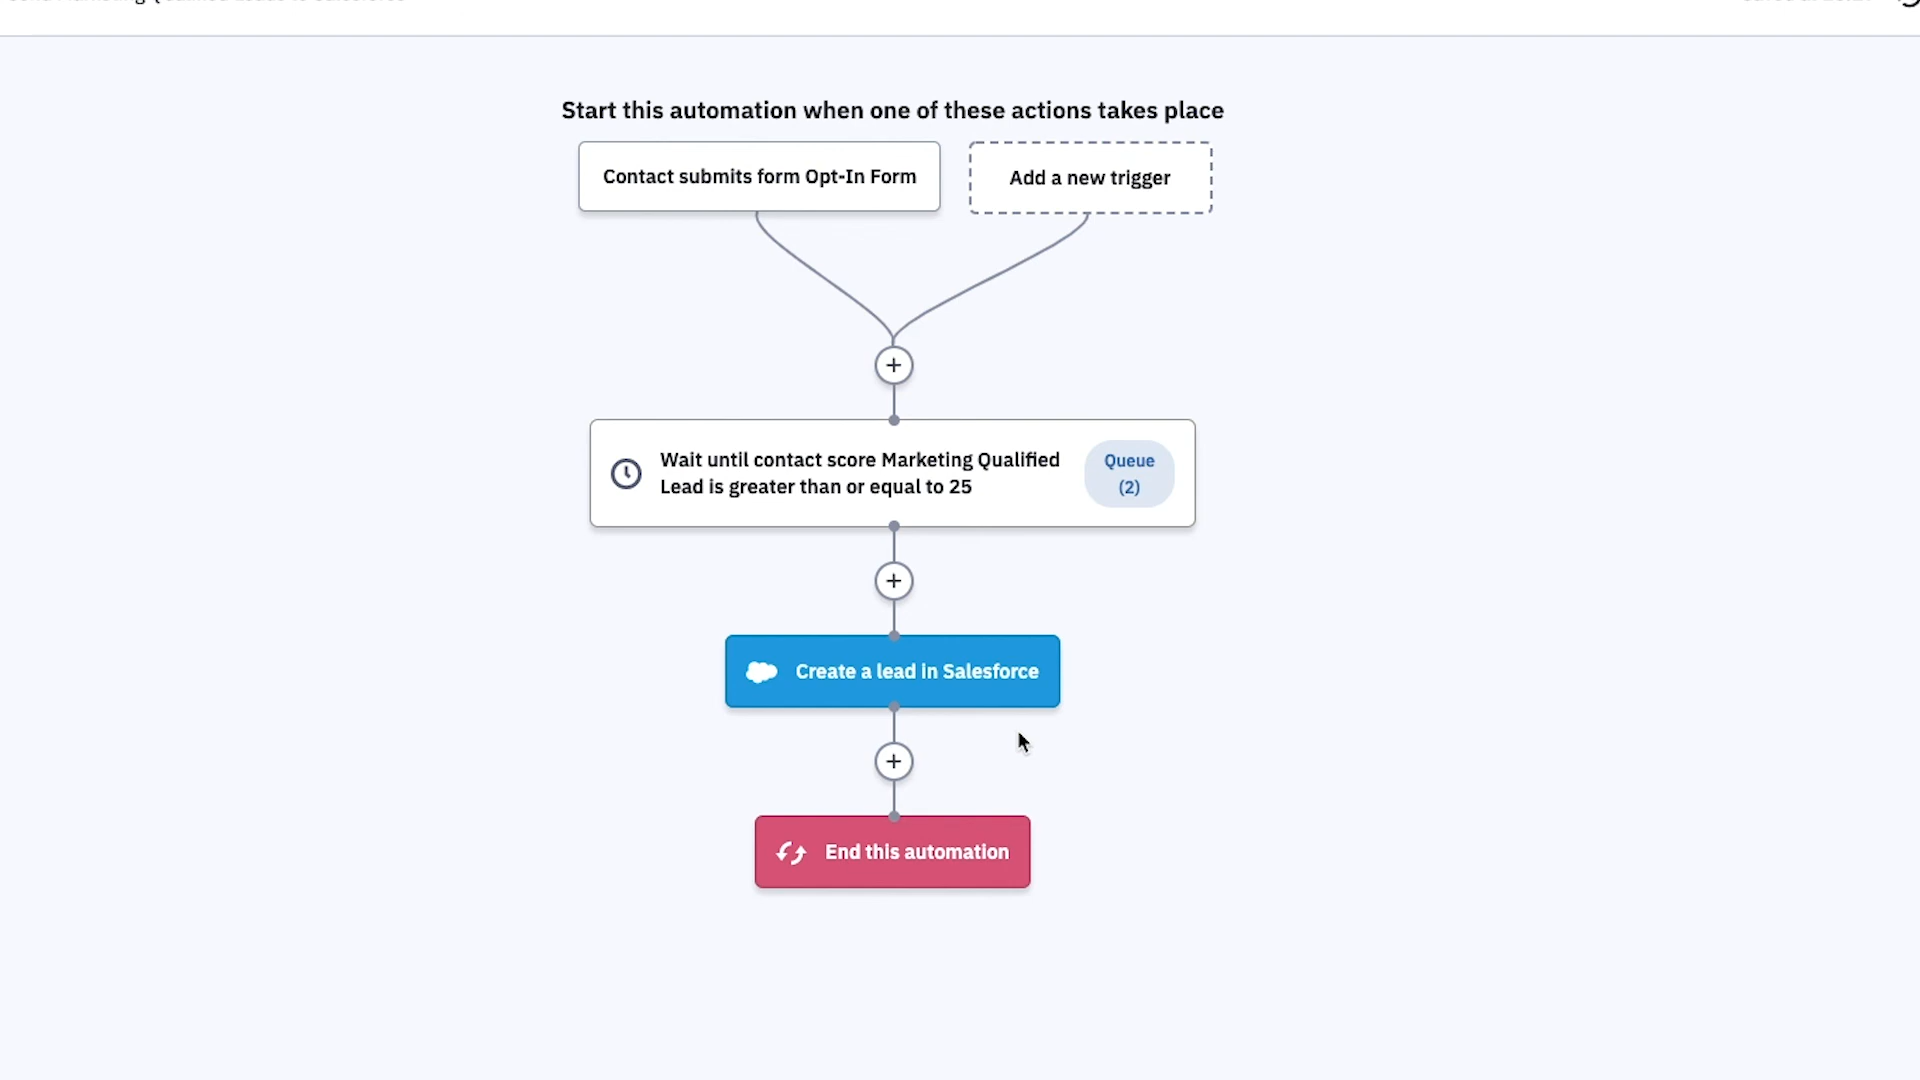 Start this automation when one of these actions takes place
Contact submits form Opt-In Form
Add a new trigger
Wait until contact score Marketing Qualified
Lead is greater than or equal to 25
Queue
(2)
Create a lead in Salesforce
End this automation